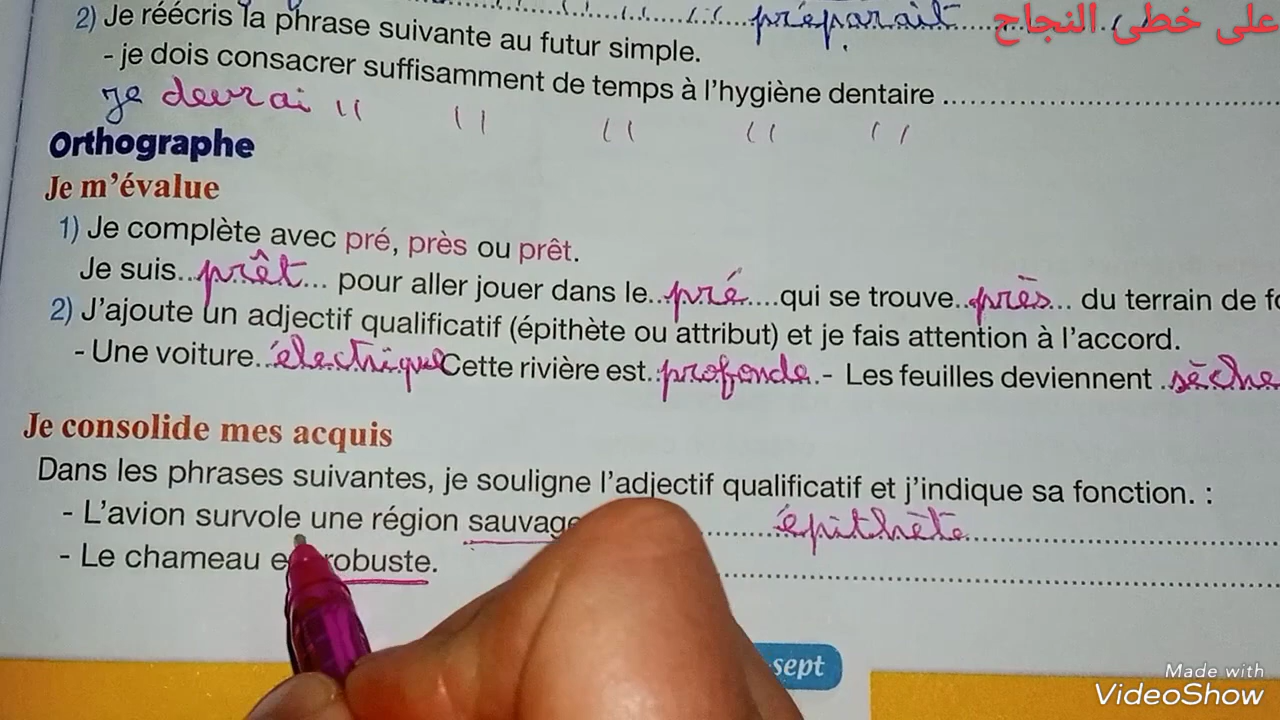 préparait
على خطى النجاح
2) Je réécris la phrase suivante au futur simple.
- je dois consacrer suffisamment de temps à l'hygiène dentaire
je devrai " " " " "
Orthographe
Je m'évalue
1) Je complète avec pré, près ou prêt.
Je suis..prêt... pour aller jouer dans le..pré....qui se trouve..près... du terrain de
2) J'ajoute un adjectif qualificatif (épithète ou attribut) et je fais attention à l'accord.
- Une voiture..électrique Cette rivière est..profonde..- Les feuilles deviennent .sèche
Je consolide mes acquis
Dans les phrases suivantes, je souligne l'adjectif qualificatif et j'indique sa fonction. :
- L'avion survole une région sauvage épithète
- Le chameau robuste.
sept
Made with
VideoShow